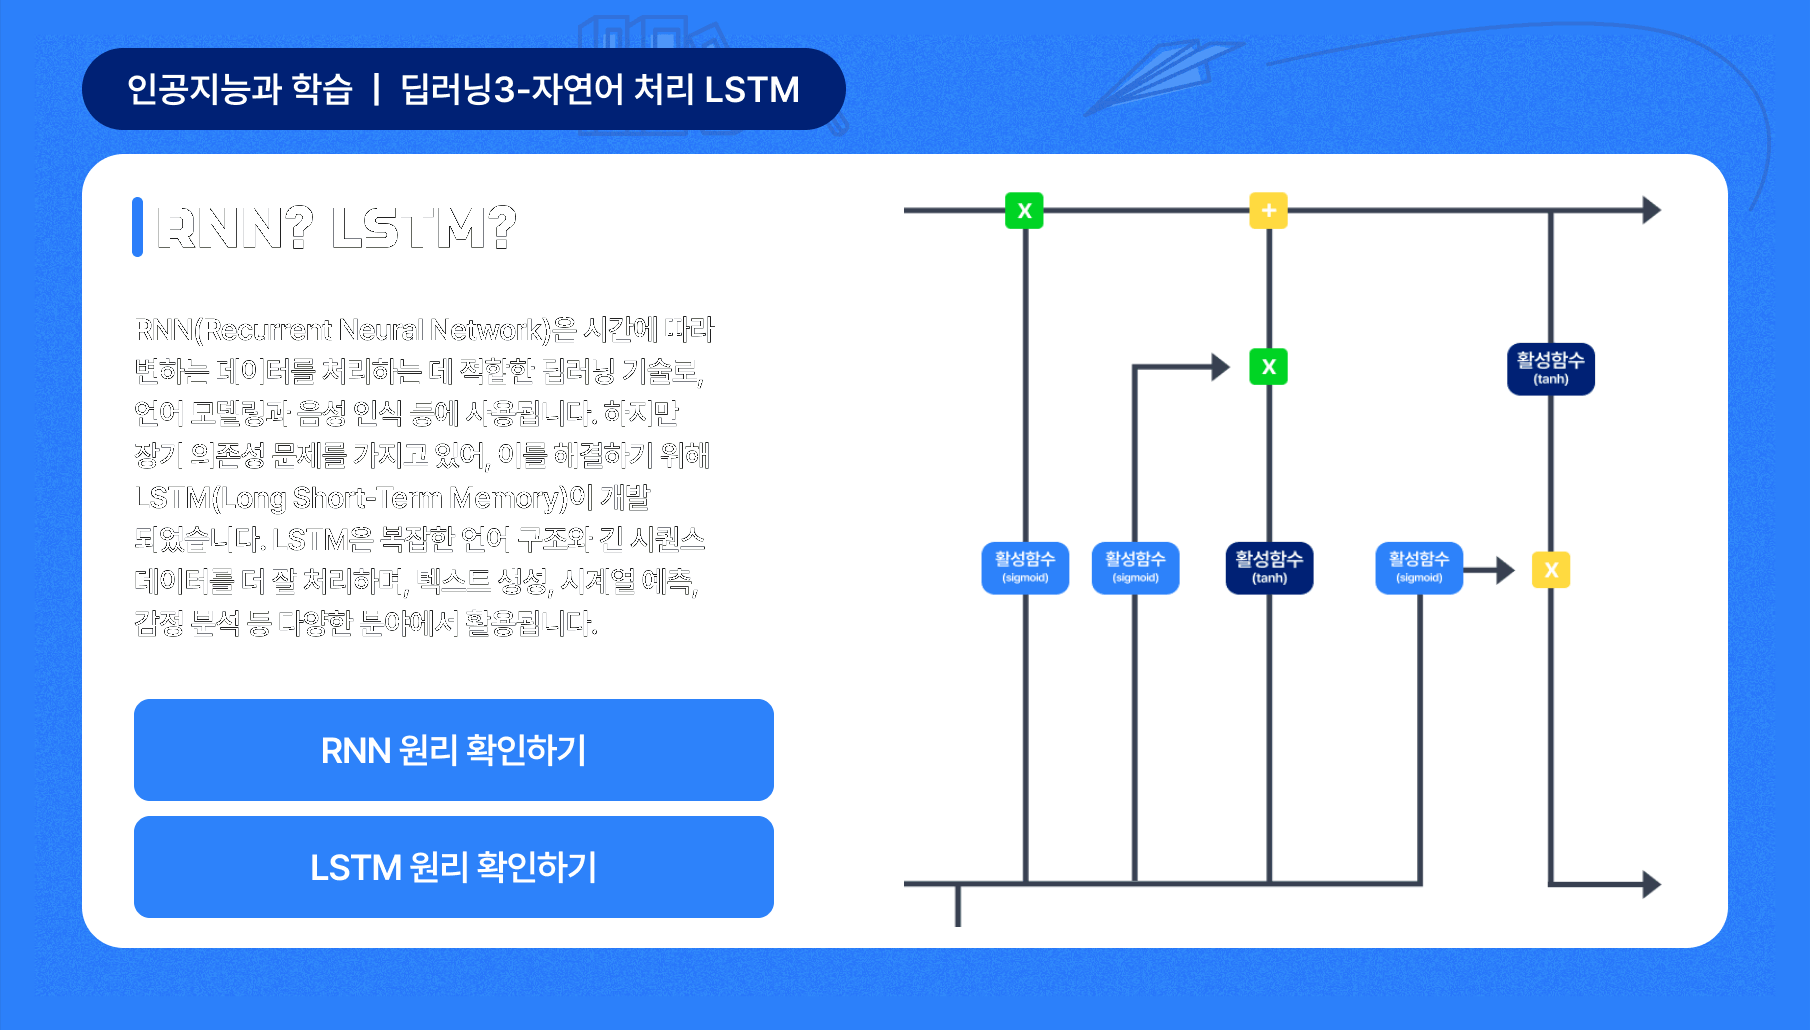 인공지능과 학습 | 딥러닝3-자연어 처리 LSTM
RNN? LSTM?
RNN(Recurrent Neural Network)은 시간에 따라
변하는 데이터를 처리하는 데 적합한 딥러닝 기술로,
언어 모델링과 음성 인식 등에 사용됩니다. 하지만
장기 의존성 문제를 가지고 있어, 이를 해결하기 위해
LSTM(Long Short-Term Memory)이 개발
되었습니다. LSTM은 복잡한 언어 구조와 긴 시퀀스
데이터를 더 잘 처리하며, 텍스트 생성, 시계열 예측,
감정 분석 등 다양한 분야에서 활용됩니다.
RNN 원리 확인하기
LSTM 원리 확인하기
X
+
X
활성함수
(tanh)
활성함수
(sigmoid)
활성함수
(sigmoid)
활성함수
(tanh)
활성함수
(sigmoid)
X